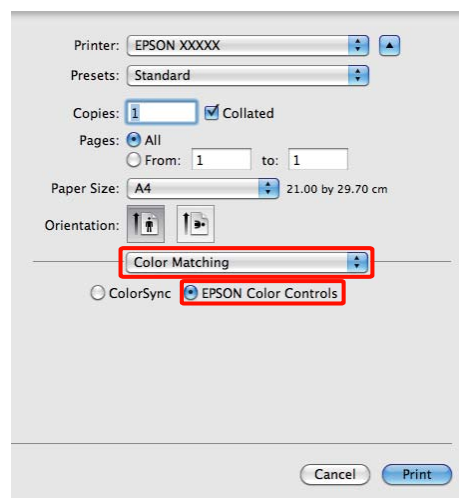 Printer: EPSON XXXXX
Presets: Standard
Copies: 1 Collated
Pages: All
From: 1 to: 1
Paper Size: A4 21.00 by 29.70 cm
Orientation:
Color Matching
ColorSync EPSON Color Controls
Cancel Print